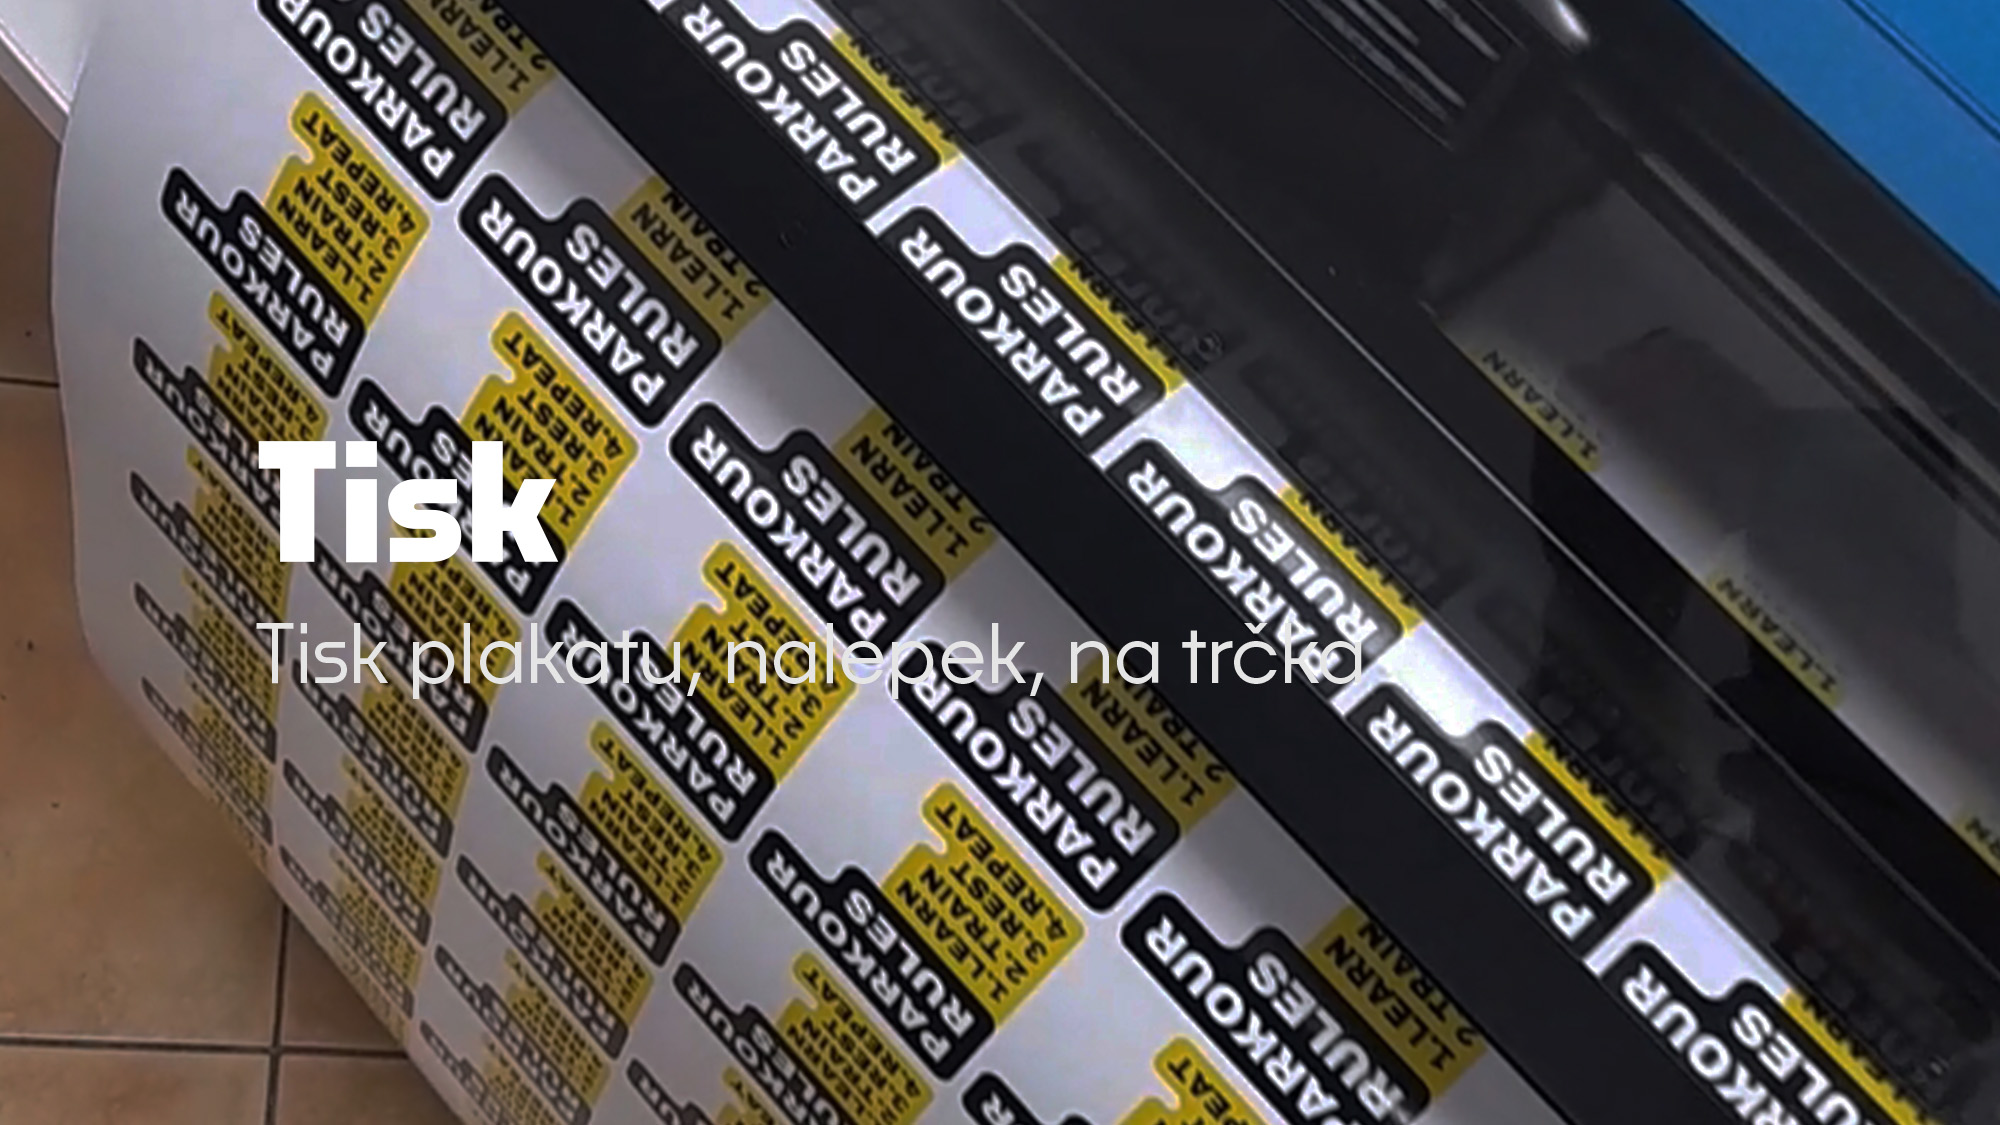 Tisk
Tisk plakatu, nalepek, na trčka
PARKOUR
RULES
1.LEARN
2.TRAIN
3.REST
4.REPEAT